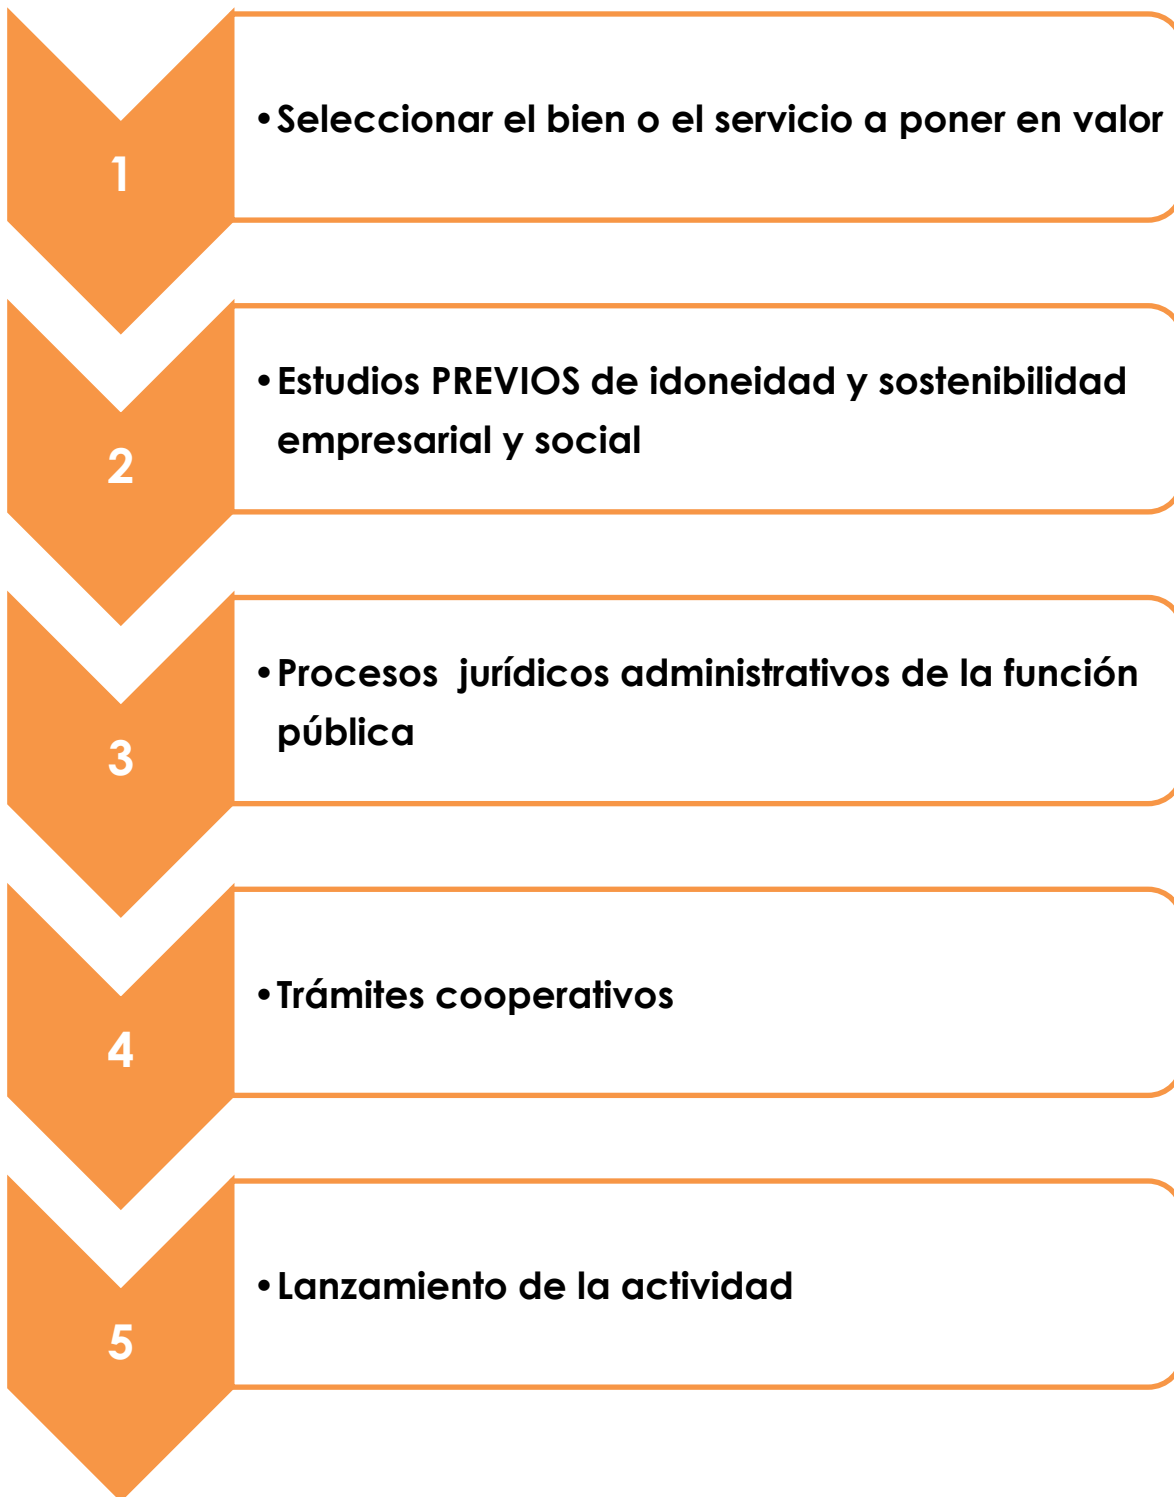 1
•Seleccionar el bien o el servicio a poner en valor
2
•Estudios PREVIOS de idoneidad y sostenibilidad
empresarial y social
3
•Procesos  jurídicos administrativos de la función
pública
4
•Trámites cooperativos
5
•Lanzamiento de la actividad